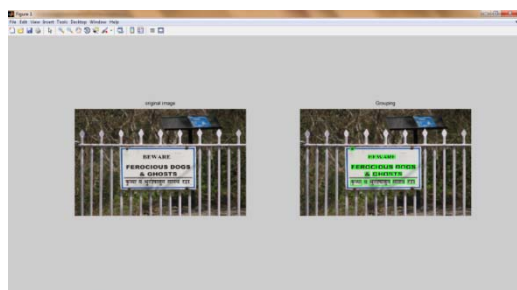 Figure 1
File Edit View Insert Tools Desktop Window Help
original image
BEWARE
FEROCIOUS DOGS
& GHOSTS
Grouping
BEWARE
FEROCIOUS DOGS
& GHOSTS